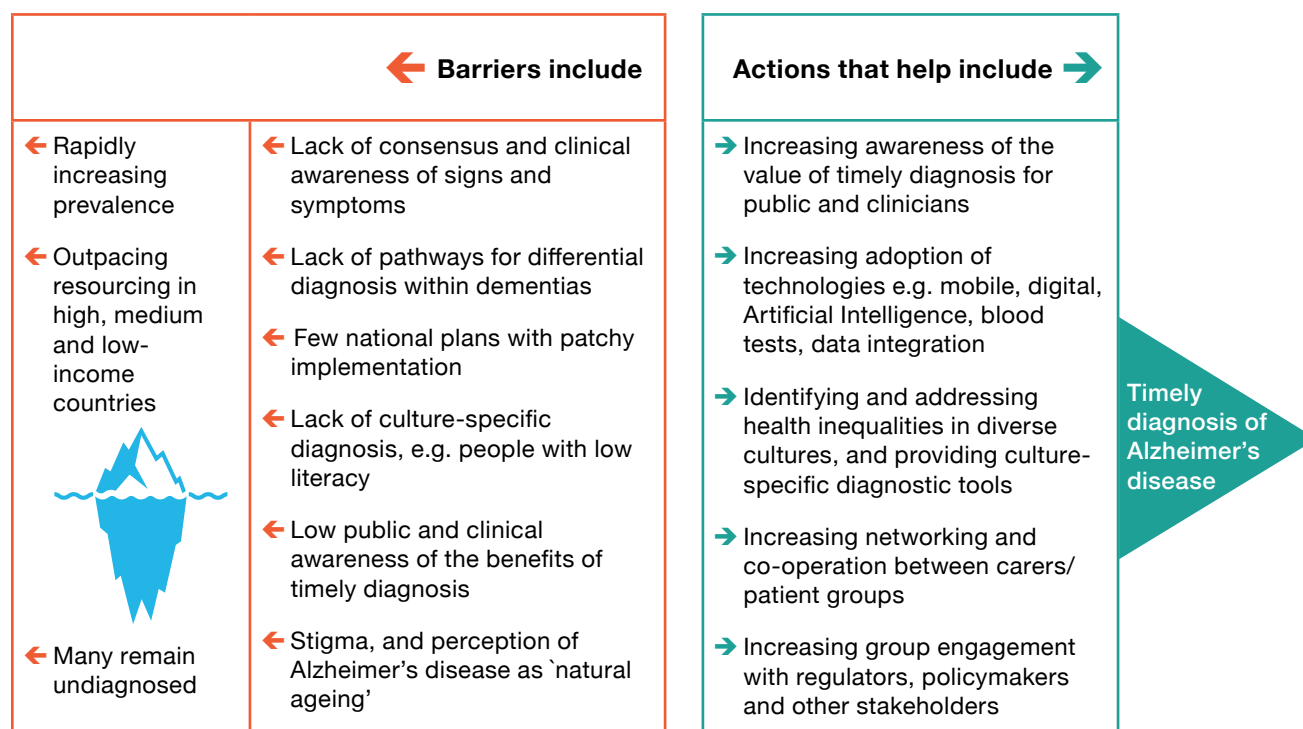 Barriers include
Rapidly
increasing
prevalence
Outpacing
resourcing in
high, medium
and low-
income
countries
Many remain
undiagnosed
Lack of consensus and clinical
awareness of signs and
symptoms
Lack of pathways for differential
diagnosis within dementias
Few national plans with patchy
implementation
Lack of culture-specific
diagnosis, e.g. people with low
literacy
Low public and clinical
awareness of the benefits of
timely diagnosis
Stigma, and perception of
Alzheimer’s disease as `natural
ageing’
Actions that help include
Increasing awareness of the
value of timely diagnosis for
public and clinicians
Increasing adoption of
technologies e.g. mobile, digital,
Artificial Intelligence, blood
tests, data integration
Identifying and addressing
health inequalities in diverse
cultures, and providing culture-
specific diagnostic tools
Increasing networking and
co-operation between carers/
patient groups
Increasing group engagement
with regulators, policymakers
and other stakeholders
Timely
diagnosis of
Alzheimer’s
disease